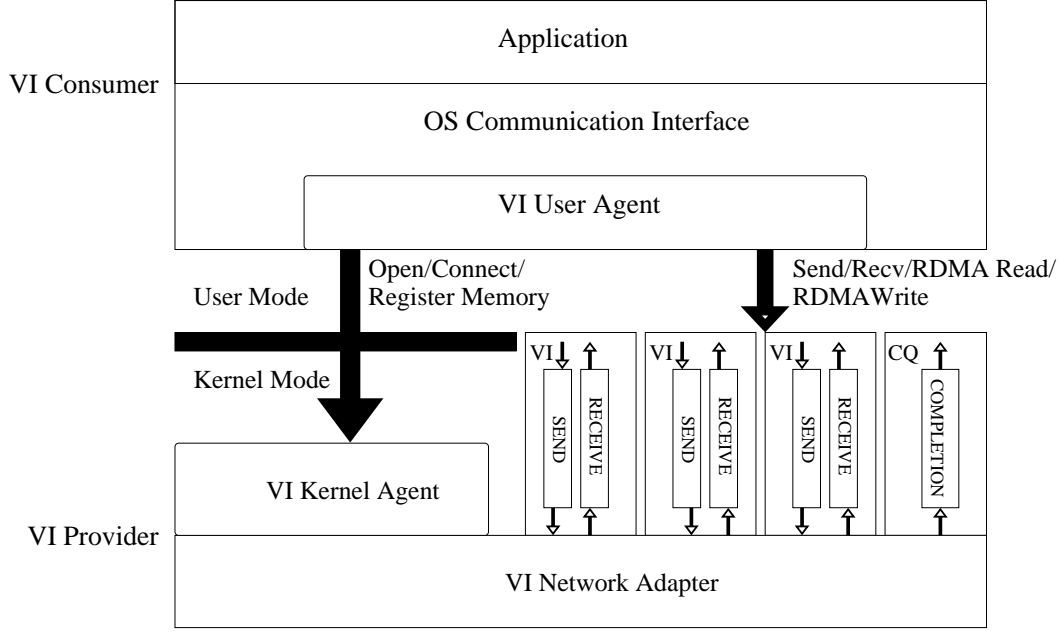 Application
VI Consumer
OS Communication Interface
VI User Agent
Open/Connect/
Register Memory
Send/Recv/RDMA Read/
RDMAWrite
User Mode
Kernel Mode
VI
SEND
RECEIVE
VI
SEND
RECEIVE
VI
SEND
RECEIVE
CQ
COMPLETION
VI Kernel Agent
VI Provider
VI Network Adapter